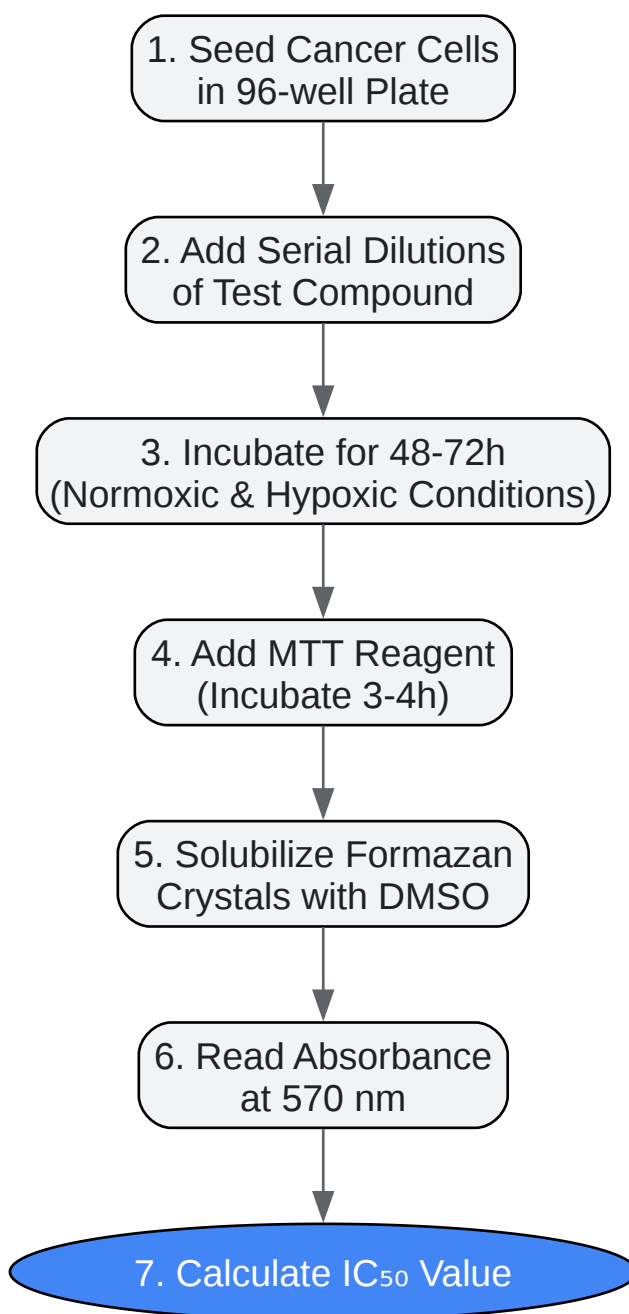 1. Seed Cancer Cells
in 96-well Plate
2. Add Serial Dilutions
of Test Compound
3. Incubate for 48-72h
(Normoxic & Hypoxic Conditions)
4. Add MTT Reagent
(Incubate 3-4h)
5. Solubilize Formazan
Crystals with DMSO
6. Read Absorbance
at 570 nm
7. Calculate IC₅₀ Value